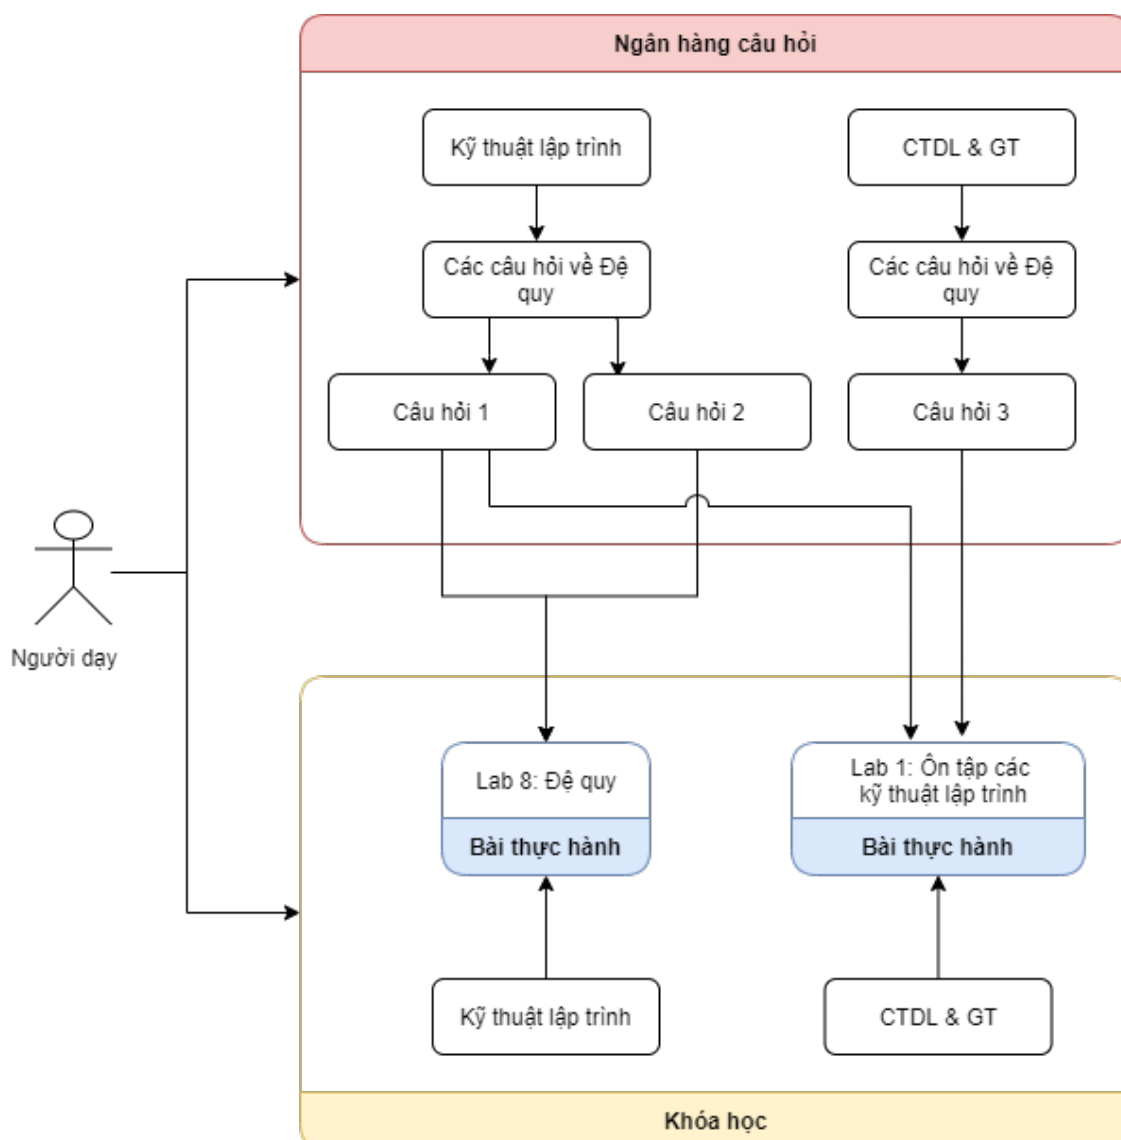 Ngân hàng câu hỏi
Kỹ thuật lập trình
CTDL & GT
Các câu hỏi về Đệ
quy
Các câu hỏi về Đệ
quy
Câu hỏi 1
Câu hỏi 2
Câu hỏi 3
Người dạy
Lab 8: Đệ quy
Bài thực hành
Lab 1: Ôn tập các
kỹ thuật lập trình
Bài thực hành
Kỹ thuật lập trình
CTDL & GT
Khóa học